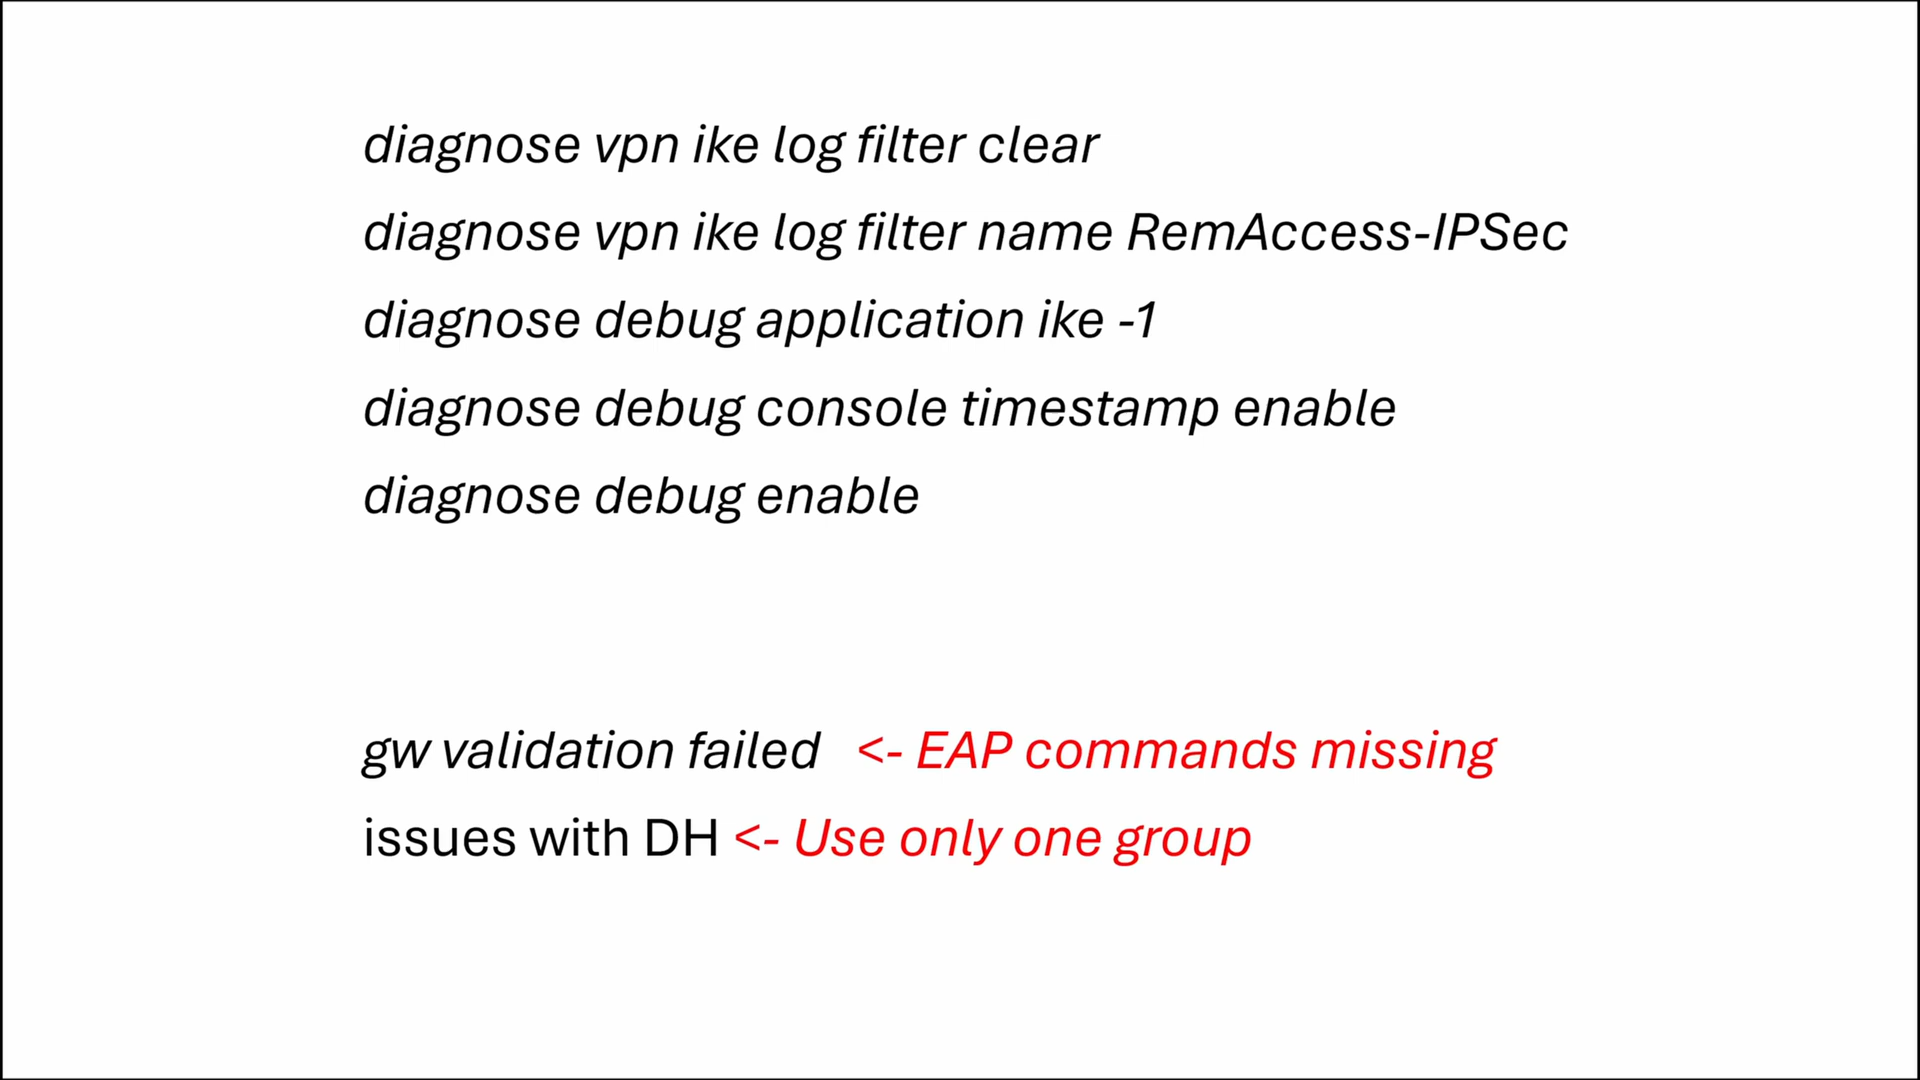 diagnose vpn ike log filter clear
diagnose vpn ike log filter name RemAccess-IPSec
diagnose debug application ike -1
diagnose debug console timestamp enable
diagnose debug enable
gw validation failed <- EAP commands missing
issues with DH <- Use only one group